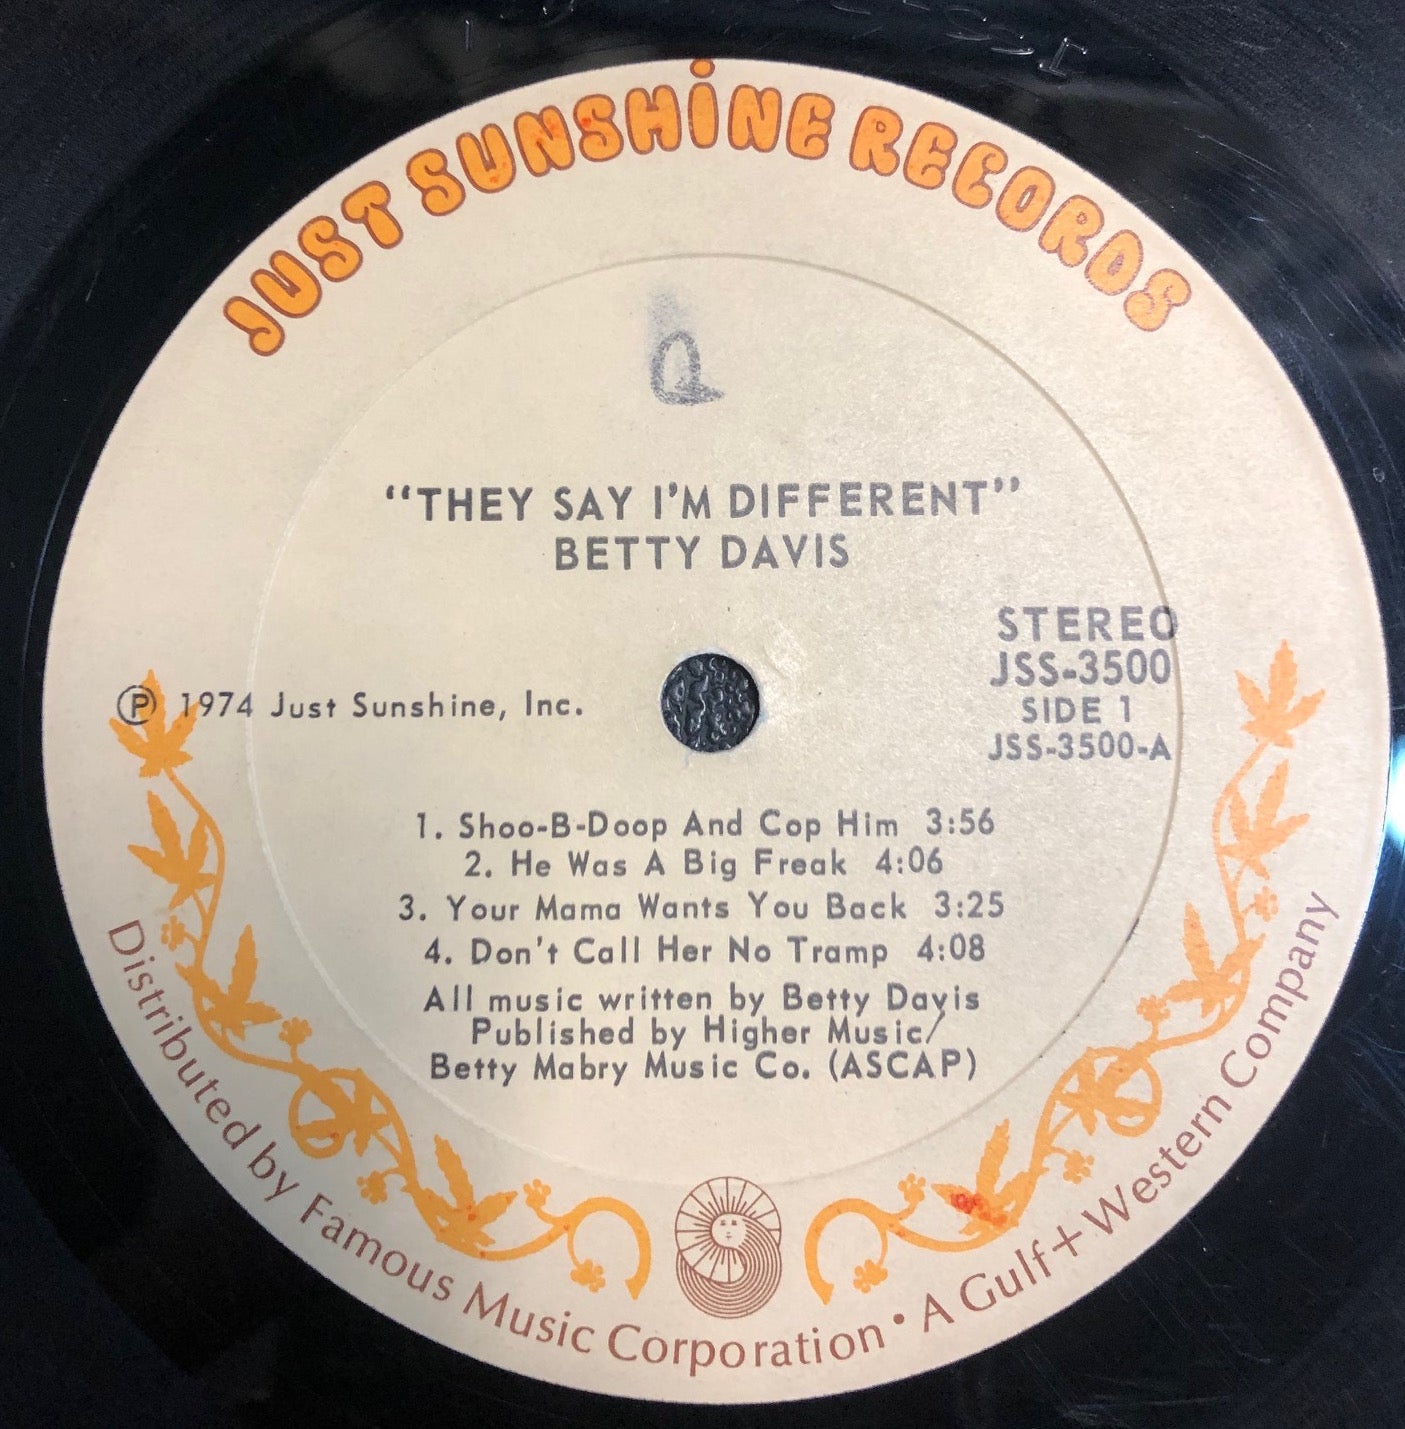 JUST SUNSHiNE RECORDS
Q
“THEY SAY I'M DIFFERENT”
BETTY DAVIS
STEREO
JSS-3500
SIDE 1
JSS-3500-A
Ⓟ 1974 Just Sunshine, Inc.
1. Shoo-B-Doop And Cop Him 3:56
2. He Was A Big Freak 4:06
3. Your Mama Wants You Back 3:25
4. Don't Call Her No Tramp 4:08
All music written by Betty Davis
Published by Higher Music/
Betty Mabry Music Co. (ASCAP)
Distributed by Famous Music Corporation • A Gulf+Western Company